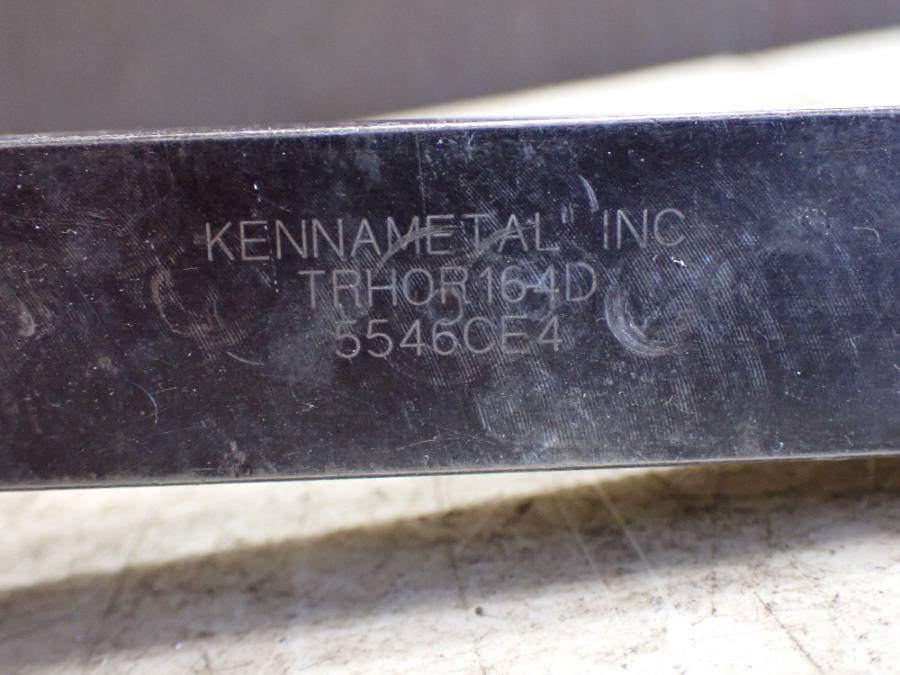 KENNAMETAL" INC
TRHOR164D
5546CE4